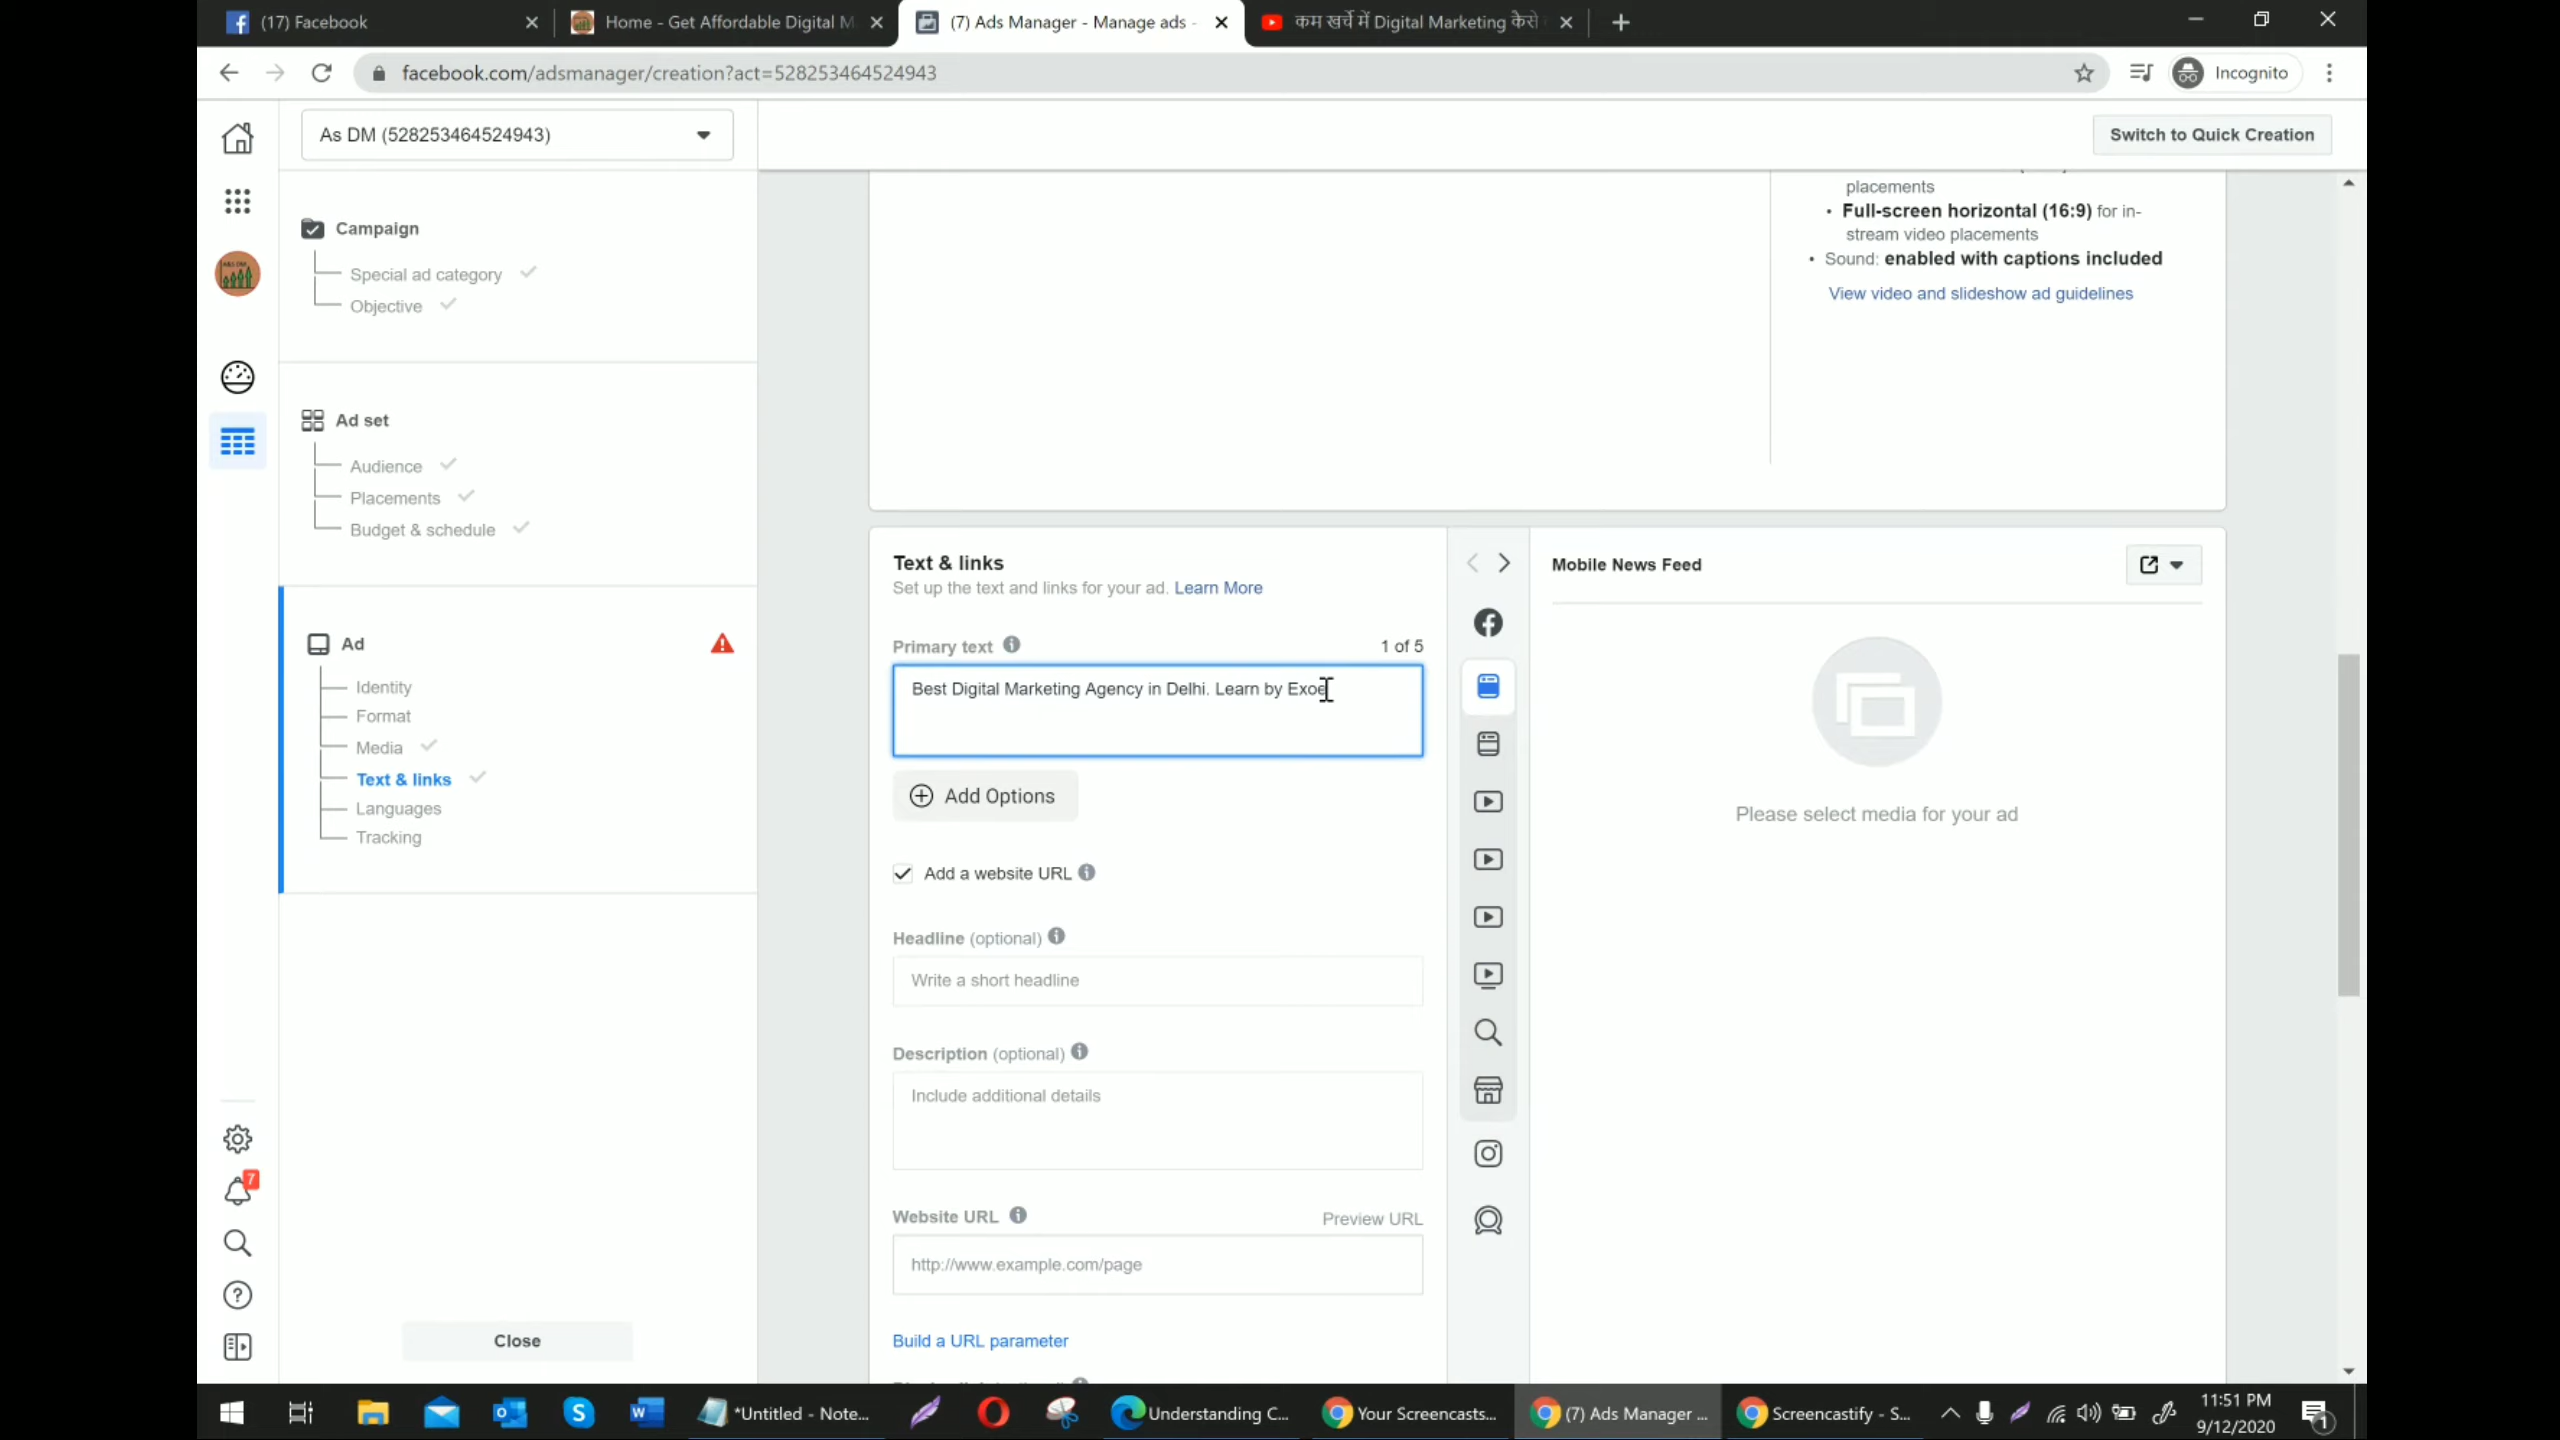 (17) Facebook
Home - Get Affordable Digital M
(7) Ads Manager - Manage ads -
कम खर्चे में Digital Marketing कैसे
facebook.com/adsmanager/creation?act=528253464524943
Incognito
As DM (528253464524943)
Switch to Quick Creation
Campaign
Special ad category
Objective
Ad set
Audience
Placements
Budget & schedule
Ad
Identity
Format
Media
Text & links
Languages
Tracking
Close
placements
• Full-screen horizontal (16:9) for in-
stream video placements
• Sound: enabled with captions included
View video and slideshow ad guidelines
Text & links
Set up the text and links for your ad. Learn More
Primary text
1 of 5
Best Digital Marketing Agency in Delhi. Learn by Exoe
Add Options
Add a website URL
Headline (optional)
Write a short headline
Description (optional)
Include additional details
Website URL
Preview URL
http://www.example.com/page
Build a URL parameter
Mobile News Feed
Please select media for your ad
7
*Untitled - Note...
Understanding C...
Your Screencasts...
(7) Ads Manager ...
Screencastify - S...
11:51 PM
9/12/2020
1